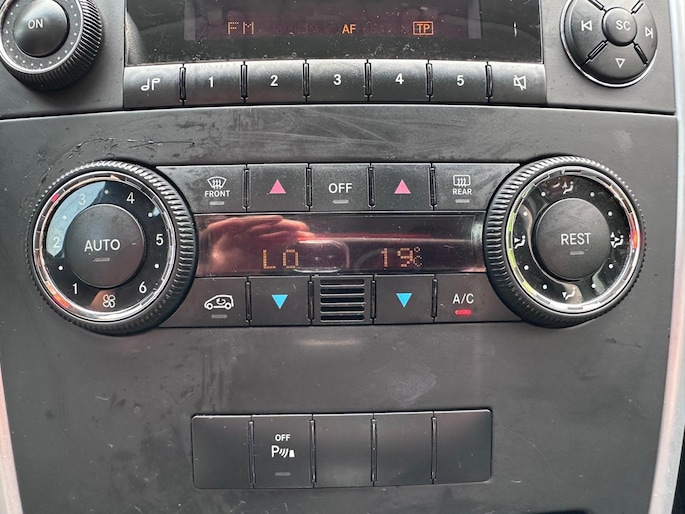 ON
FM AF TP
1 2 3 4 5
SC
FRONT OFF REAR
1 2 3 4 5 6
AUTO
LO 19°C
REST
A/C
OFF
P